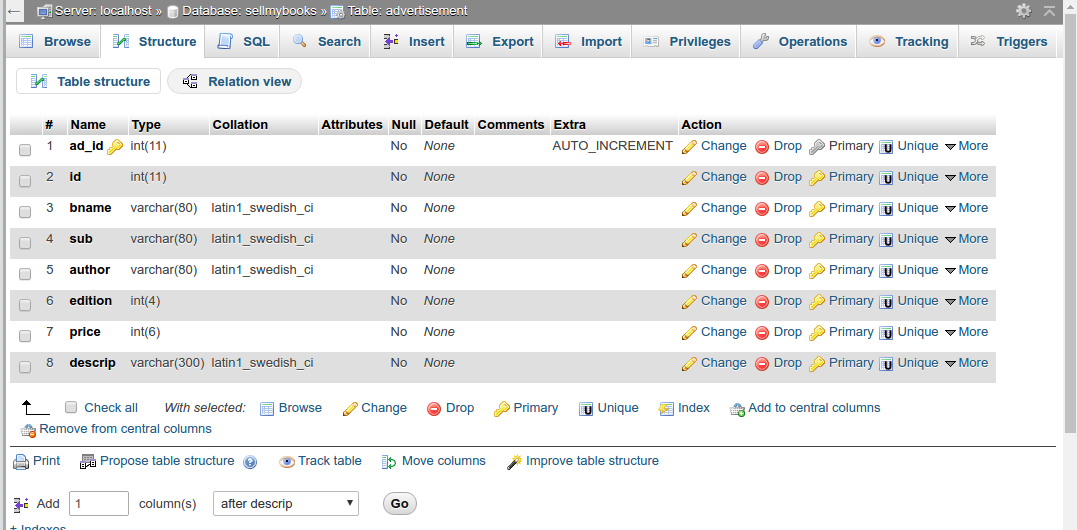 Server: localhost » Database: sellmybooks » Table: advertisement
Browse Structure SQL Search Insert Export Import Privileges Operations Tracking Triggers
Table structure Relation view
# Name Type Collation Attributes Null Default Comments Extra Action
1 ad_id int(11) No None AUTO_INCREMENT Change Drop Primary Unique More
2 id int(11) No None Change Drop Primary Unique More
3 bname varchar(80) latin1_swedish_ci No None Change Drop Primary Unique More
4 sub varchar(80) latin1_swedish_ci No None Change Drop Primary Unique More
5 author varchar(80) latin1_swedish_ci No None Change Drop Primary Unique More
6 edition int(4) No None Change Drop Primary Unique More
7 price int(6) No None Change Drop Primary Unique More
8 descrip varchar(300) latin1_swedish_ci No None Change Drop Primary Unique More
Check all With selected: Browse Change Drop Primary Unique Index Add to central columns
Remove from central columns
Print Propose table structure Track table Move columns Improve table structure
Add 1 column(s) after descrip Go
+ Indexes